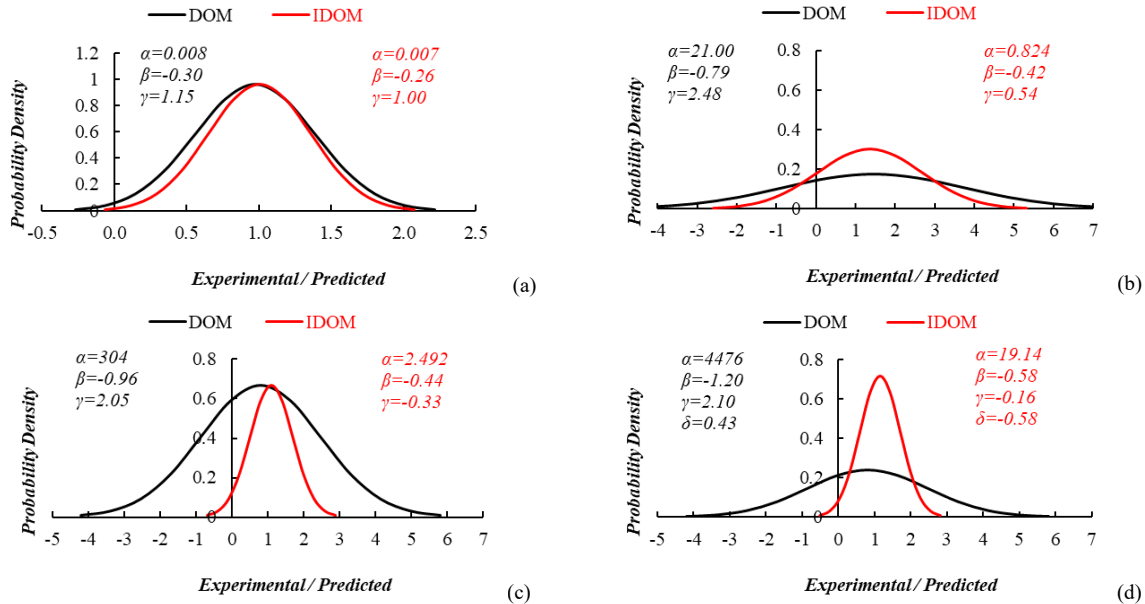 DOM IDOM
Probability Density
1.2
1
0.8
0.6
0.4
0.2
0
α=0.008
β=-0.30
γ=1.15
α=0.007
β=-0.26
γ=1.00
-0.5 0.0 0.5 1.0 1.5 2.0 2.5
Experimental / Predicted
(a)
DOM IDOM
Probability Density
0.8
0.6
0.4
0.2
0
α=21.00
β=-0.79
γ=2.48
α=0.824
β=-0.42
γ=0.54
-4 -3 -2 -1 0 1 2 3 4 5 6 7
Experimental / Predicted
(b)
DOM IDOM
Probability Density
0.8
0.6
0.4
0.2
0
α=304
β=-0.96
γ=2.05
α=2.492
β=-0.44
γ=-0.33
-5 -4 -3 -2 -1 0 1 2 3 4 5 6 7
Experimental / Predicted
(c)
DOM IDOM
Probability Density
0.8
0.6
0.4
0.2
0
α=4476
β=-1.20
γ=2.10
δ=0.43
α=19.14
β=-0.58
γ=-0.16
δ=-0.58
-5 -4 -3 -2 -1 0 1 2 3 4 5 6 7
Experimental / Predicted
(d)